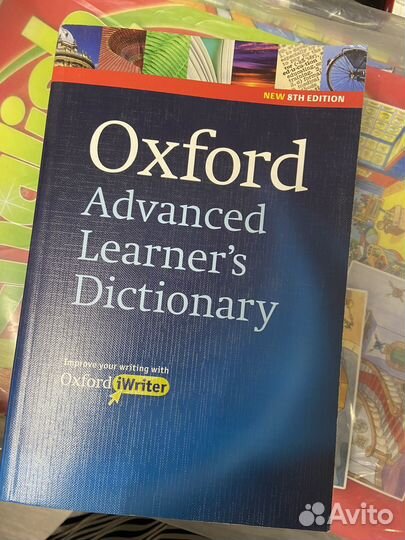 NEW 8TH EDITION
Oxford
Advanced
Learner's
Dictionary
Improve your writing with
Oxford iWriter
Avito